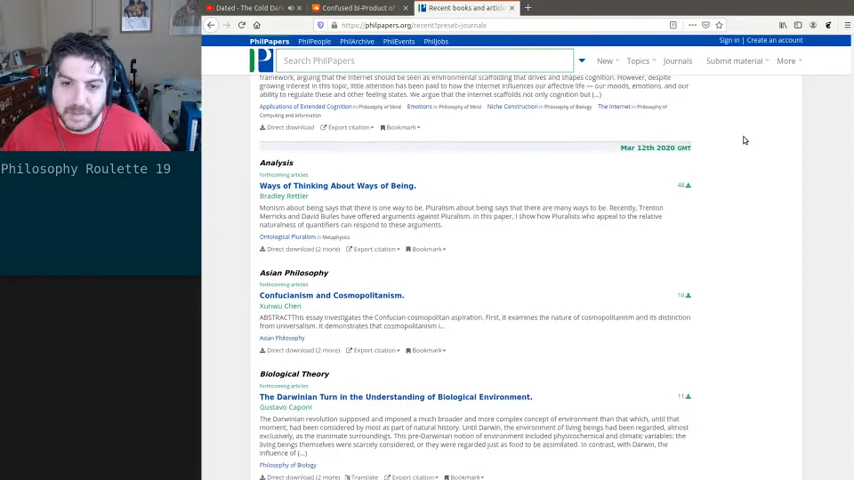 Dated - The Cold Dar
Confused bi-Product of
Recent books and article
https://philpapers.org/recent?preset=journals
PhilPapers PhilPeople PhilArchive PhilEvents PhilJobs
Sign in | Create an account
Search PhilPapers
New Topics Journals Submit material More
framework, arguing that the Internet should be seen as environmental scaffolding that drives and shapes cognition. However, despite
growing interest in this topic, little attention has been paid to how the Internet influences our affective life — our moods, emotions, and our
ability to regulate these and other feeling states. We argue that the Internet scaffolds not only cognition but (...)
Applications of Extended Cognition in Philosophy of Mind Emotions in Philosophy of Mind Niche Construction in Philosophy of Biology The Internet in Philosophy of
Computing and Information
Direct download Export citation Bookmark
Mar 12th 2020 GMT
Analysis
forthcoming articles
Ways of Thinking About Ways of Being.
Bradley Rettler
Monism about being says that there is one way to be. Pluralism about being says that there are many ways to be. Recently, Trenton
Merricks and David Builes have offered arguments against Pluralism. In this paper, I show how Pluralists who appeal to the relative
naturalness of quantifiers can respond to these arguments.
Ontological Pluralism in Metaphysics
Direct download (2 more) Export citation Bookmark
Asian Philosophy
forthcoming articles
Confucianism and Cosmopolitanism.
10
Xunwu Chen
ABSTRACTThis essay investigates the Confucian cosmopolitan aspiration. First, it examines the nature of cosmopolitanism and its distinction
from universalism. It demonstrates that cosmopolitanism i...
Asian Philosophy
Direct download (2 more) Export citation Bookmark
Biological Theory
forthcoming articles
The Darwinian Turn in the Understanding of Biological Environment.
11
Gustavo Caponi
The Darwinian revolution supposed and imposed a much broader and more complex concept of environment than that which, until that
moment, had been considered by most as part of natural history. Until Darwin, the environment of living beings had been regarded, almost
exclusively, as the inanimate surroundings. This pre-Darwinian notion of environment included physicochemical and climatic variables: the
living beings themselves were scarcely considered, or they were regarded just as food to be assimilated. In contrast, with Darwin, the
influence of (...)
Philosophy of Biology
Direct download (2 more) Translate Export citation Bookmark
Philosophy Roulette 19